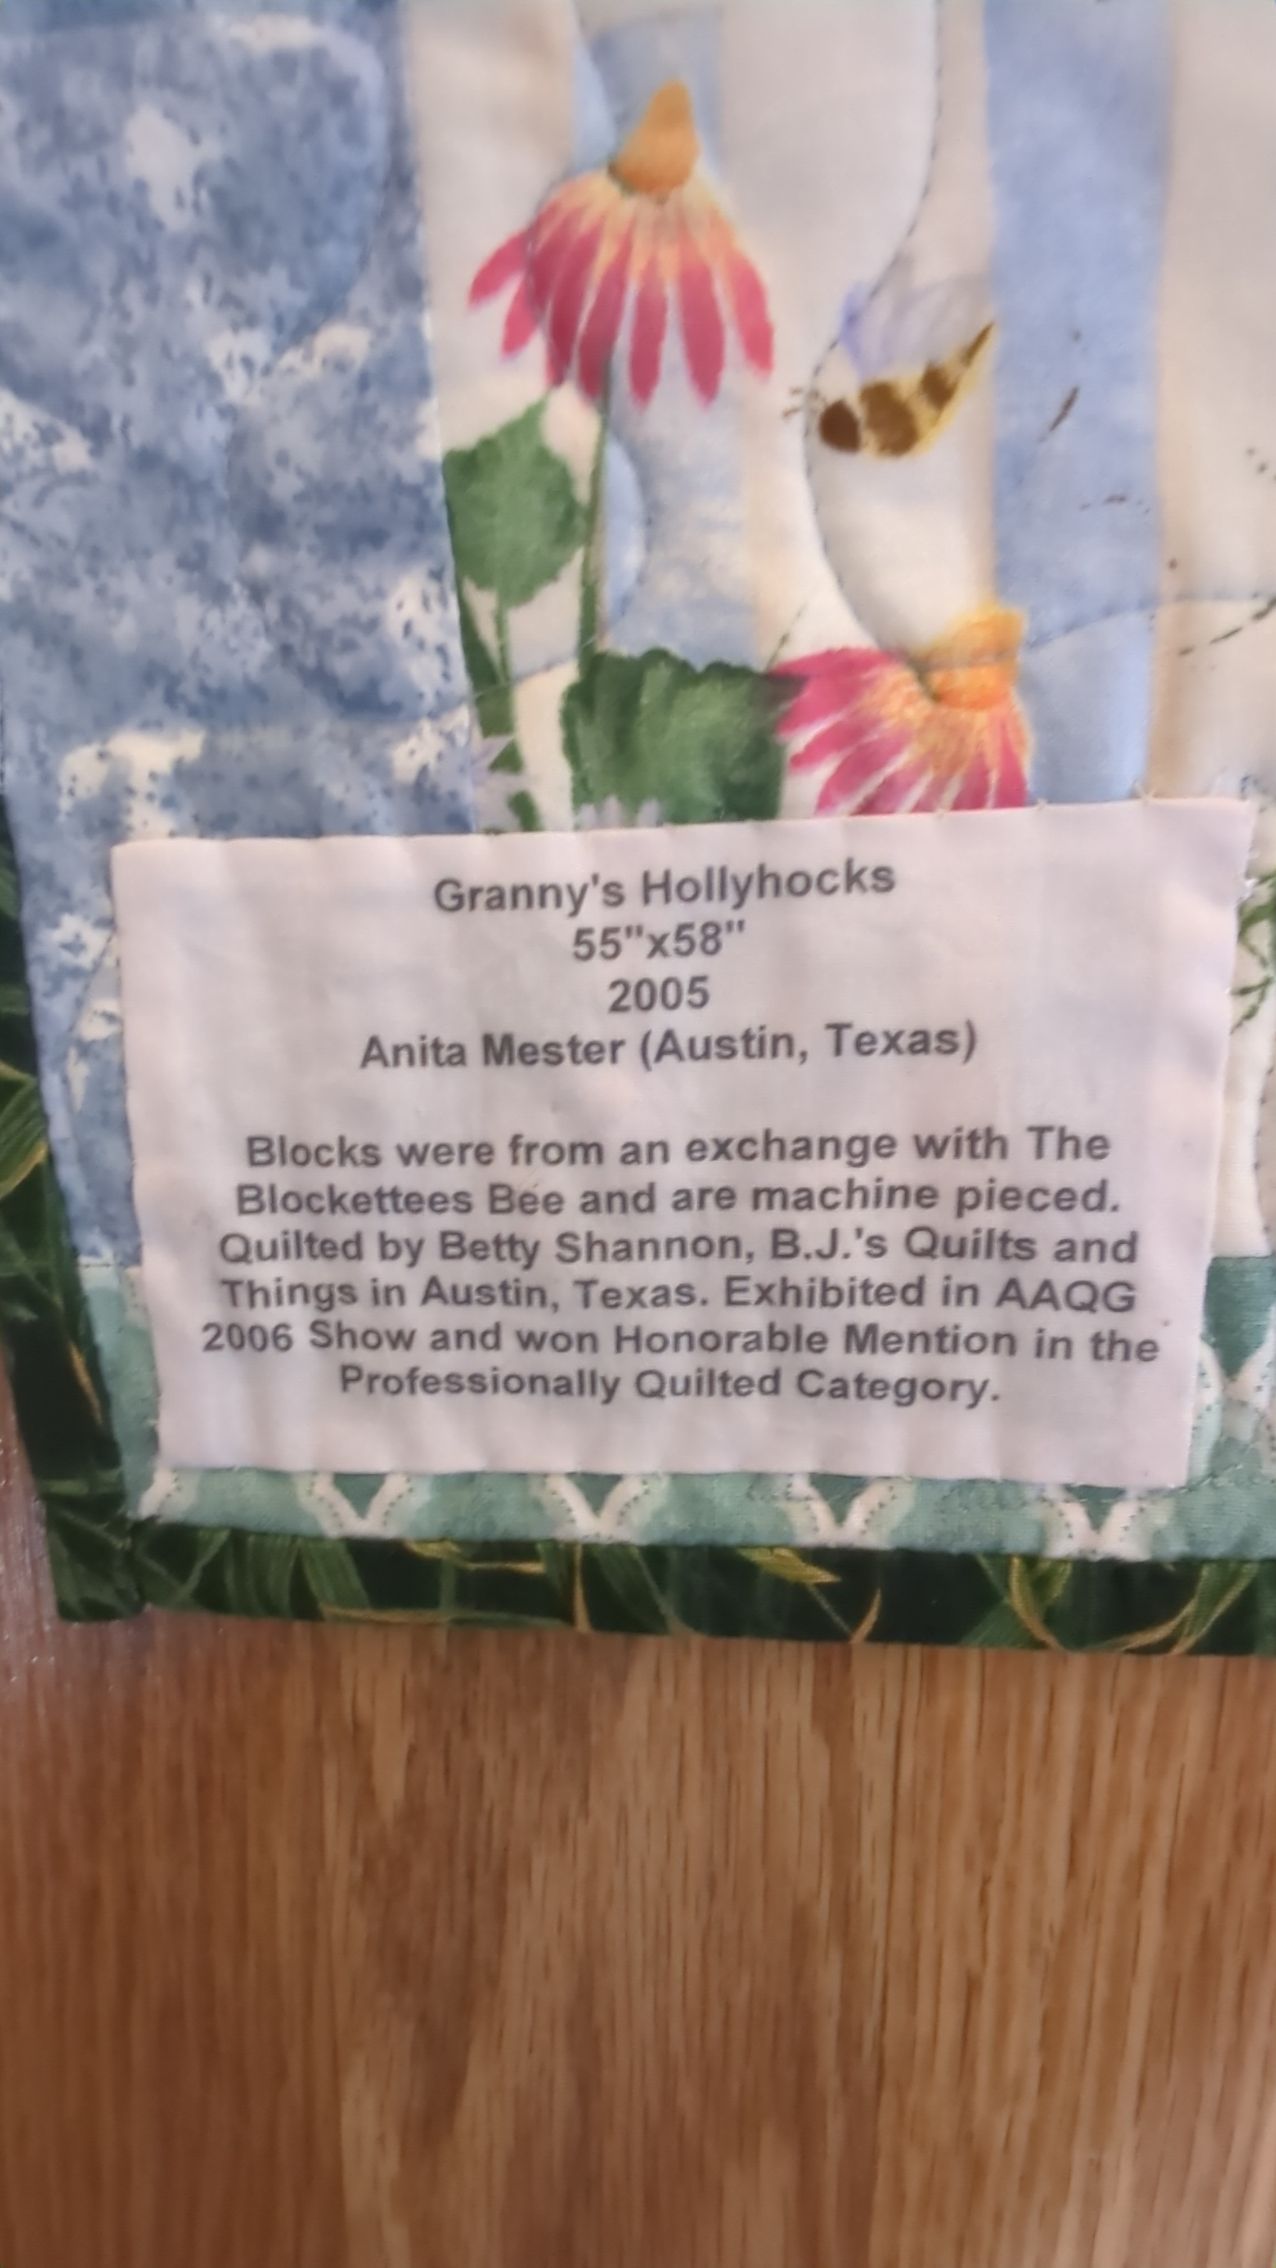 Granny's Hollyhocks
55"x58"
2005
Anita Mester (Austin, Texas)
Blocks were from an exchange with The
Blockettees Bee and are machine pieced.
Quilted by Betty Shannon, B.J.'s Quilts and
Things in Austin, Texas. Exhibited in AAQG
2006 Show and won Honorable Mention in the
Professionally Quilted Category.